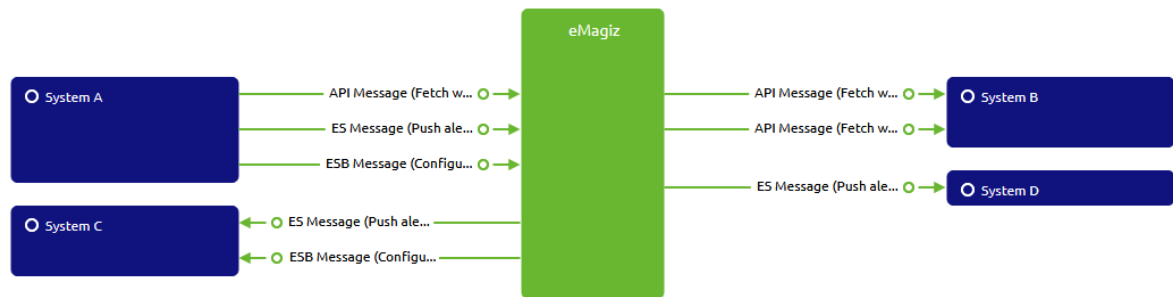 eMagiz
System A
API Message (Fetch w...
API Message (Fetch w...
System B
ES Message (Push ale...
API Message (Fetch w...
ESB Message (Configu...
ES Message (Push ale...
System D
System C
ES Message (Push ale...
ESB Message (Configu...